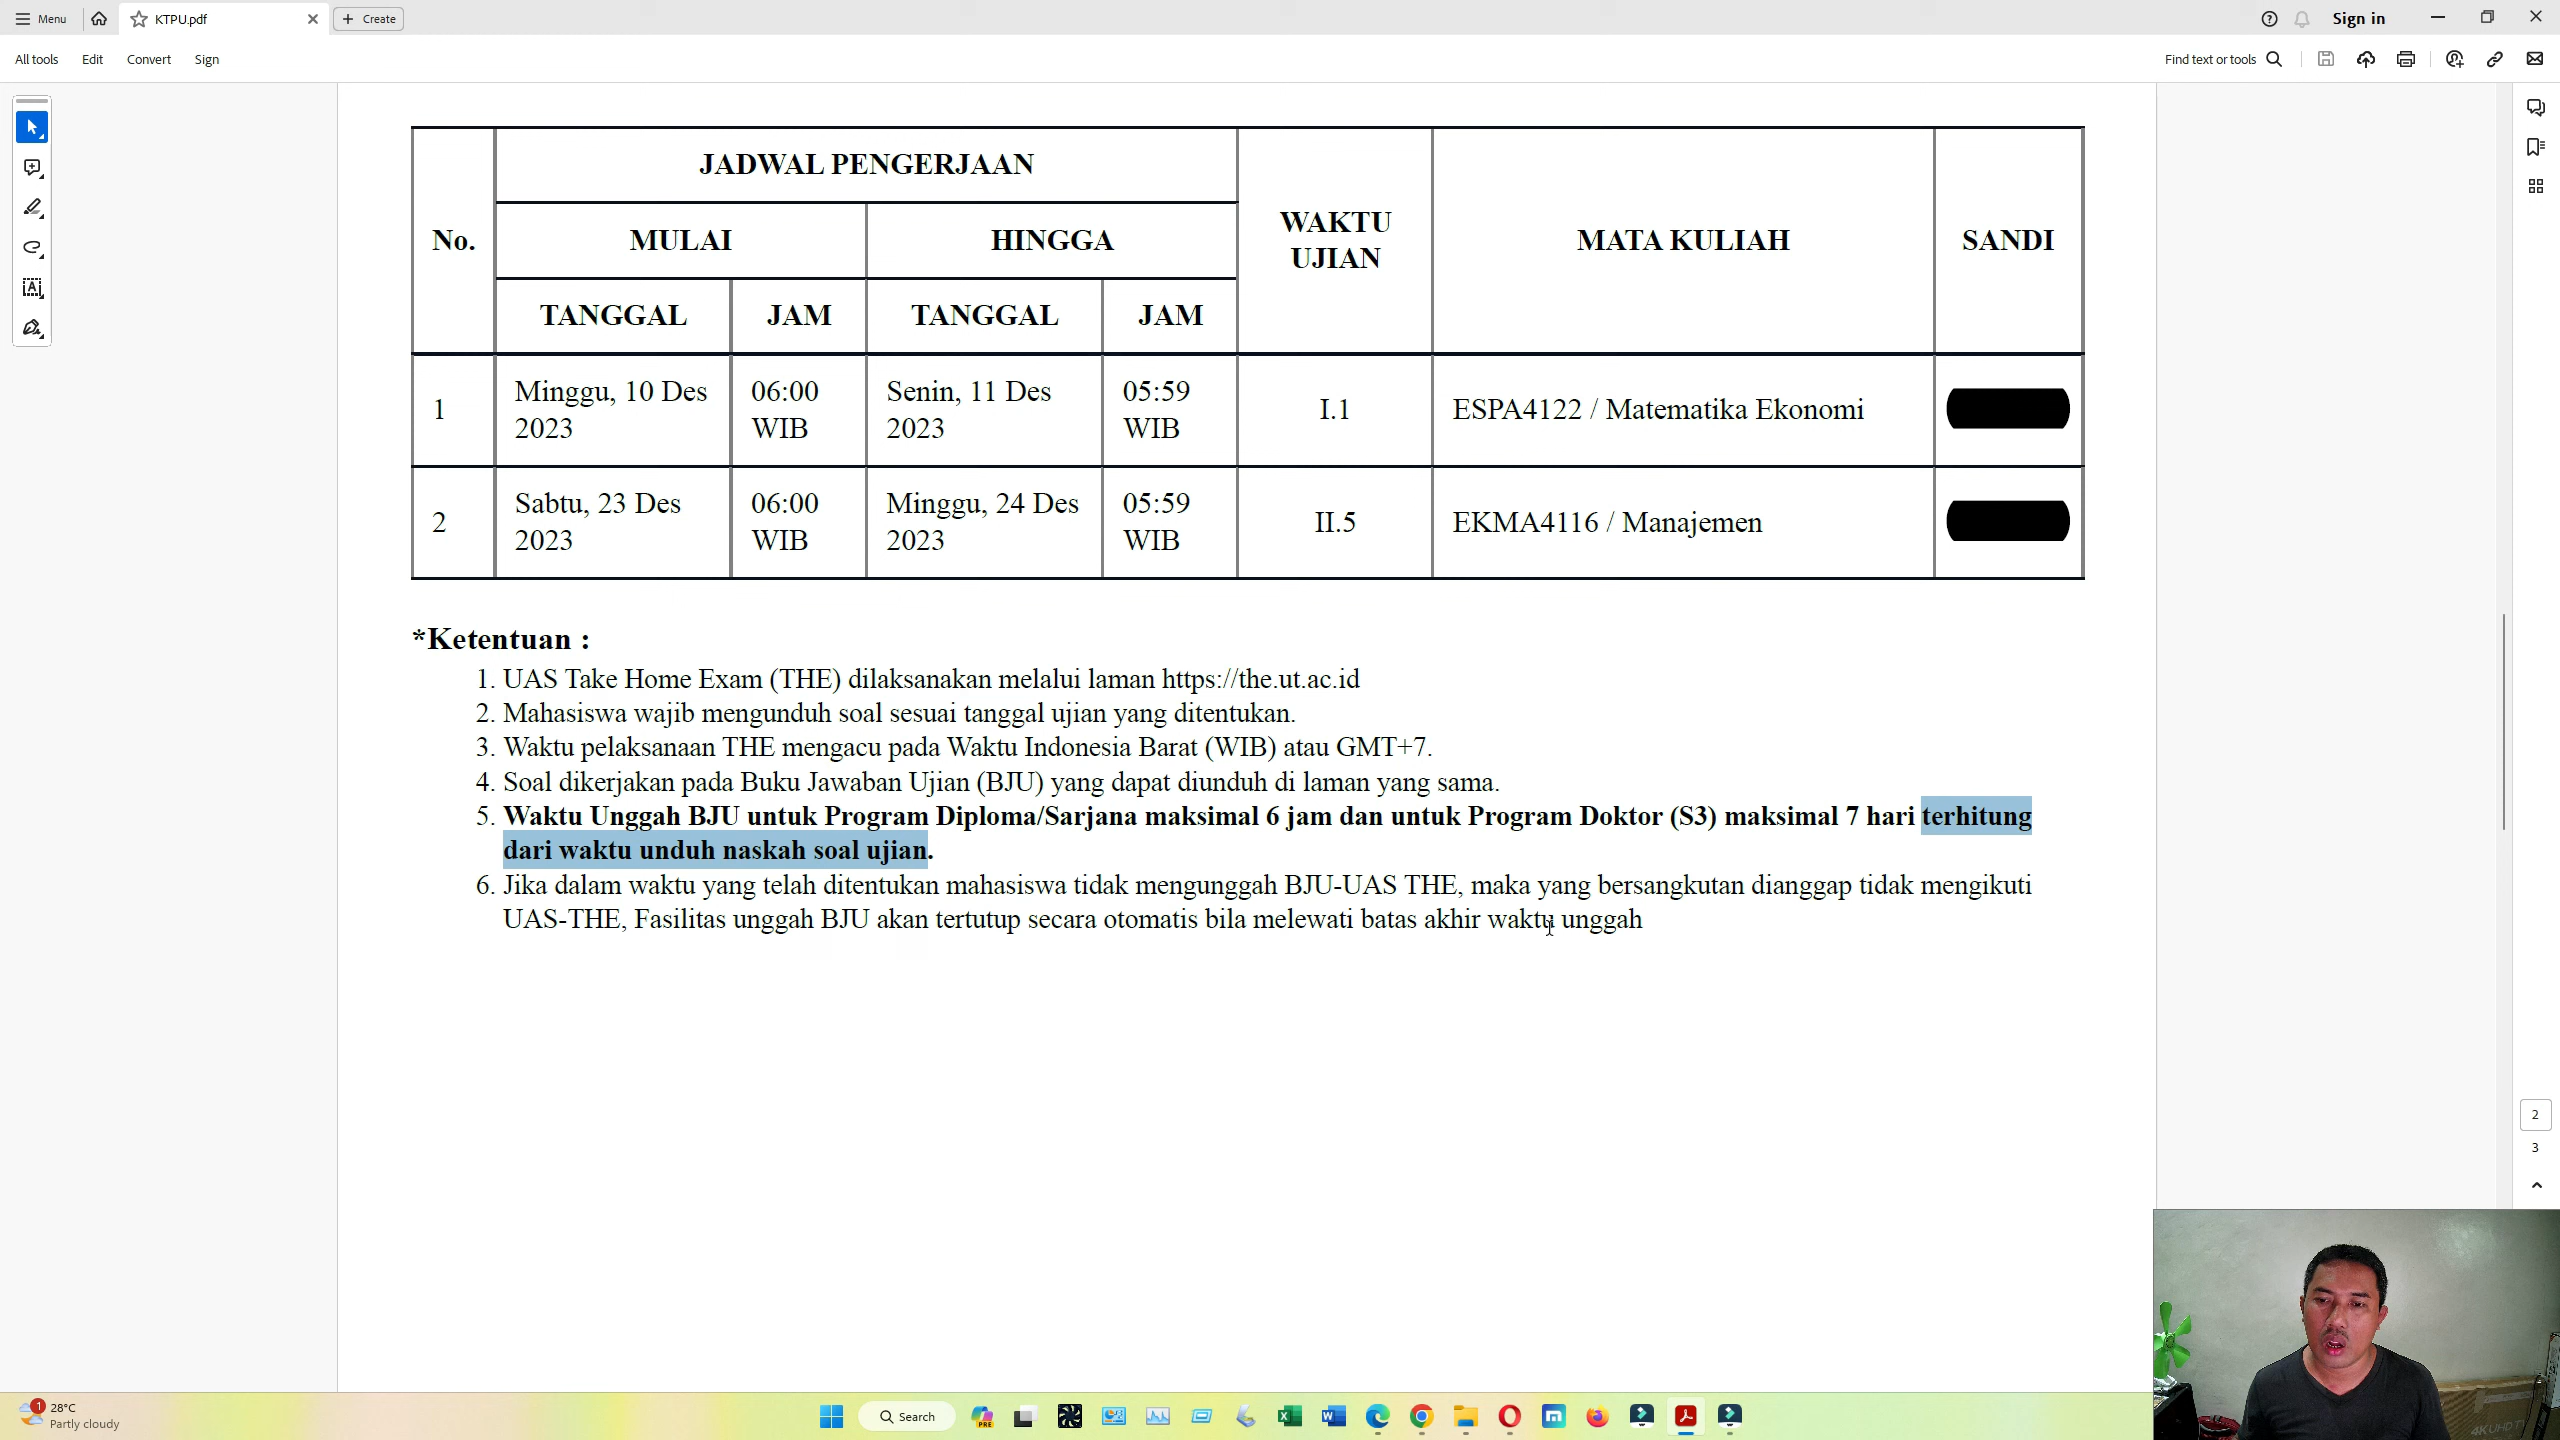 Menu
KTPU.pdf
Create
Sign in
All tools
Edit
Convert
Sign
Find text or tools
No.
JADWAL PENGERJAAN
WAKTU
UJIAN
MATA KULIAH
SANDI
MULAI
HINGGA
TANGGAL
JAM
TANGGAL
JAM
1
Minggu, 10 Des
2023
06:00
WIB
Senin, 11 Des
2023
05:59
WIB
I.1
ESPA4122 / Matematika Ekonomi
2
Sabtu, 23 Des
2023
06:00
WIB
Minggu, 24 Des
2023
05:59
WIB
II.5
EKMA4116 / Manajemen
*Ketentuan :
1. UAS Take Home Exam (THE) dilaksanakan melalui laman https://the.ut.ac.id
2. Mahasiswa wajib mengunduh soal sesuai tanggal ujian yang ditentukan.
3. Waktu pelaksanaan THE mengacu pada Waktu Indonesia Barat (WIB) atau GMT+7.
4. Soal dikerjakan pada Buku Jawaban Ujian (BJU) yang dapat diunduh di laman yang sama.
5. Waktu Unggah BJU untuk Program Diploma/Sarjana maksimal 6 jam dan untuk Program Doktor (S3) maksimal 7 hari terhitung
dari waktu unduh naskah soal ujian.
6. Jika dalam waktu yang telah ditentukan mahasiswa tidak mengunggah BJU-UAS THE, maka yang bersangkutan dianggap tidak mengikuti
UAS-THE, Fasilitas unggah BJU akan tertutup secara otomatis bila melewati batas akhir waktu unggah
2
3
1
28°C
Partly cloudy
Search
PRE